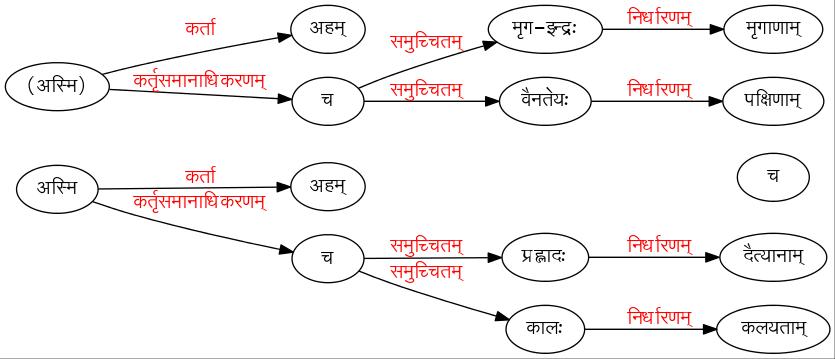 कर्ता अहम् मृग-इन्द्रः निर्धारणम् मृगाणाम्
समुच्चितम्
(अस्मि) कर्तृसमानाधिकरणम्
च समुच्चितम् वैनतेयः निर्धारणम् पक्षिणाम्
च
अस्मि कर्ता अहम्
कर्तृसमानाधिकरणम्
च समुच्चितम् प्रह्लादः निर्धारणम् दैत्यानाम्
समुच्चितम्
कालः निर्धारणम् कलयताम्